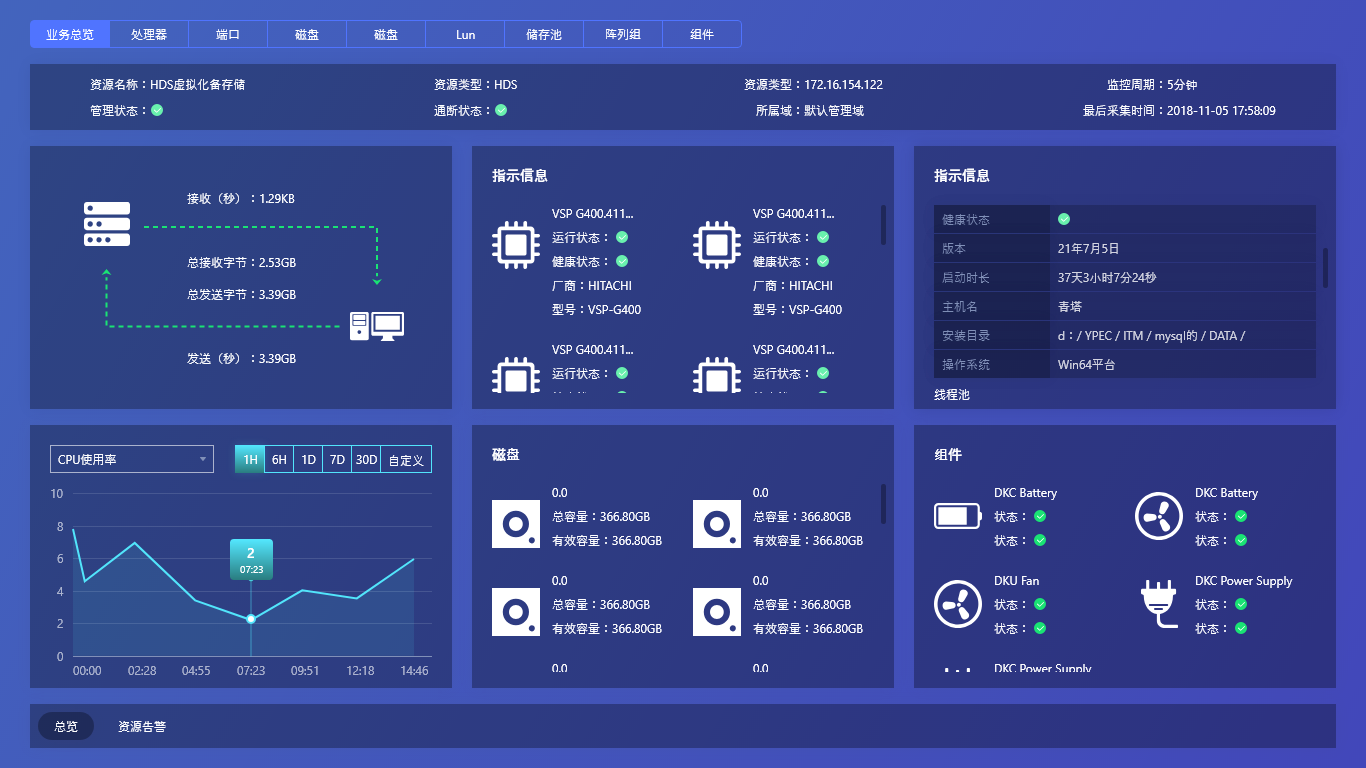 业务总览 处理器 端口 磁盘 磁盘 Lun 储存池 阵列组 组件
资源名称：HDS虚拟化备存储 资源类型：HDS 资源类型：172.16.154.122 监控周期：5分钟
管理状态： 通断状态： 所属域：默认管理域 最后采集时间：2018-11-05 17:58:09
接收（秒）：1.29KB
总接收字节：2.53GB
总发送字节：3.39GB
发送（秒）：3.39GB
指示信息
VSP G400.411... VSP G400.411...
运行状态： 运行状态：
健康状态： 健康状态：
厂商：HITACHI 厂商：HITACHI
型号：VSP-G400 型号：VSP-G400
VSP G400.411... VSP G400.411...
运行状态： 运行状态：
指示信息
健康状态
版本 21年7月5日
启动时长 37天3小时7分24秒
主机名 青塔
安装目录 d：/ YPEC / ITM / mysql的 / DATA /
操作系统 Win64平台
线程池
CPU使用率 1H 6H 1D 7D 30D 自定义
10
8
6
4
2
0
2
07:23
00:00 02:28 04:55 07:23 09:51 12:18 14:46
磁盘
0.0 0.0
总容量：366.80GB 总容量：366.80GB
有效容量：366.80GB 有效容量：366.80GB
0.0 0.0
总容量：366.80GB 总容量：366.80GB
有效容量：366.80GB 有效容量：366.80GB
0.0 0.0
组件
DKC Battery DKC Battery
状态： 状态：
状态： 状态：
DKU Fan DKC Power Supply
状态： 状态：
状态： 状态：
DKC Power Supply
总览 资源告警